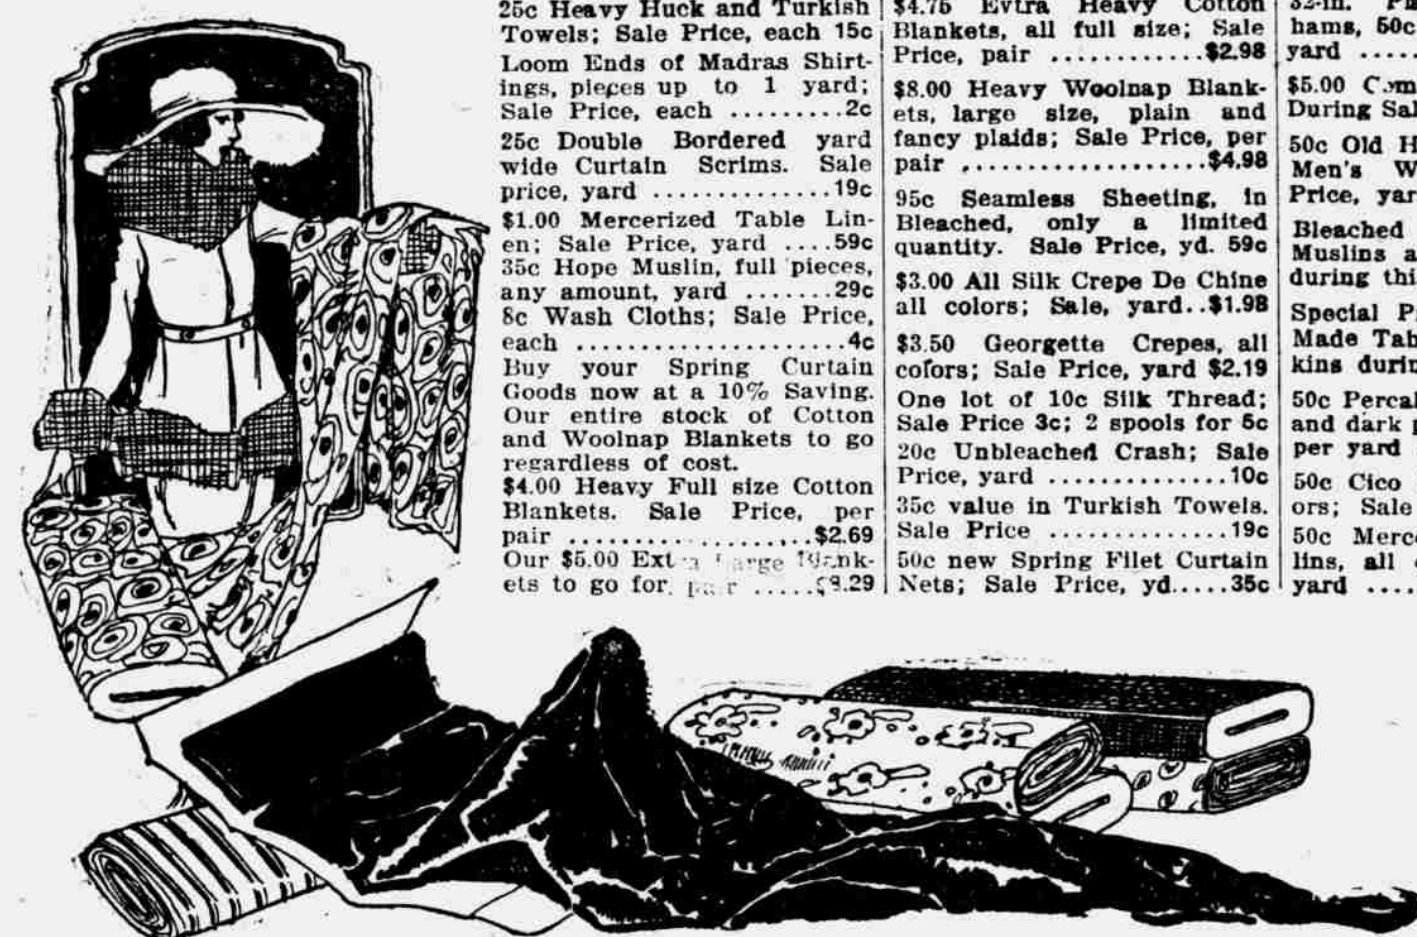 25c Heavy Huck and Turkish
Towels; Sale Price, each 15c
Loom Ends of Madras Shirt-
ings, pieces up to 1 yard;
Sale Price, each .........2c
25c Double Bordered yard
wide Curtain Scrims. Sale
price, yard ..............19c
$1.00 Mercerized Table Lin-
en; Sale Price, yard ....59c
35c Hope Muslin, full pieces,
any amount, yard .......29c
8c Wash Cloths; Sale Price,
each .....................4c
Buy your Spring Curtain
Goods now at a 10% Saving.
Our entire stock of Cotton
and Woolnap Blankets to go
regardless of cost.
$4.00 Heavy Full size Cotton
Blankets. Sale Price, per
pair ...................$2.69
Our $5.00 Extra Large Blank-
ets to go for, pair .....
$4.75 Evtra Heavy Cotton
Blankets, all full size; Sale
Price, pair ............$2.98
$8.00 Heavy Woolnap Blank-
ets, large size, plain and
fancy plaids; Sale Price, per
pair ...................$4.98
95c Seamless Sheeting, in
Bleached, only a limited
quantity. Sale Price, yd. 59c
$3.00 All Silk Crepe De Chine
all colors; Sale, yard..$1.98
$3.50 Georgette Crepes, all
colors; Sale Price, yard $2.19
One lot of 10c Silk Thread;
Sale Price 3c; 2 spools for 5c
20c Unbleached Crash; Sale
Price, yard ..............10c
35c value in Turkish Towels.
Sale Price ..............19c
50c new Spring Filet Curtain
Nets; Sale Price, yd.....35c
32-in.
hams, 50c
yard ....
$5.00
During
50c Old
Men's
Price,
Bleached
Muslins
during
Special
Made
kins
50c
and dark
per yard
50c Cico
ors; Sale
50c
lins, all
yard ....